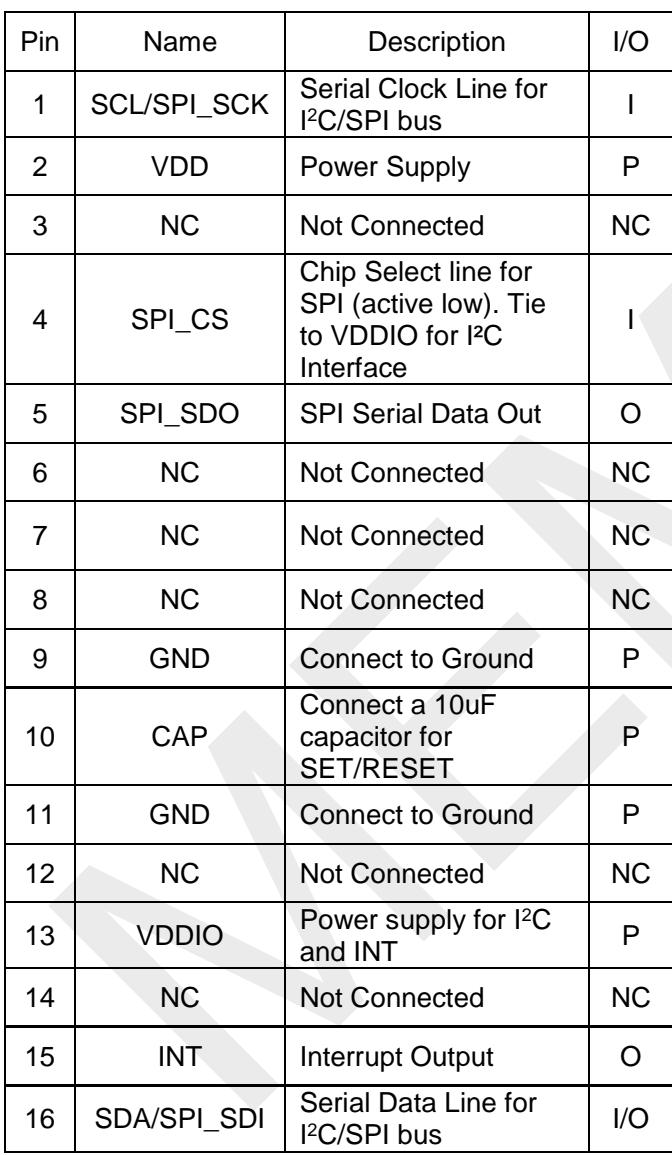 Pin Name Description I/O
1 SCL/SPI_SCK Serial Clock Line for
I²C/SPI bus I
2 VDD Power Supply P
3 NC Not Connected NC
4 SPI_CS Chip Select line for
SPI (active low). Tie
to VDDIO for I²C
Interface I
5 SPI_SDO SPI Serial Data Out O
6 NC Not Connected NC
7 NC Not Connected NC
8 NC Not Connected NC
9 GND Connect to Ground P
10 CAP Connect a 10uF
capacitor for
SET/RESET P
11 GND Connect to Ground P
12 NC Not Connected NC
13 VDDIO Power supply for I²C
and INT P
14 NC Not Connected NC
15 INT Interrupt Output O
16 SDA/SPI_SDI Serial Data Line for
I²C/SPI bus I/O